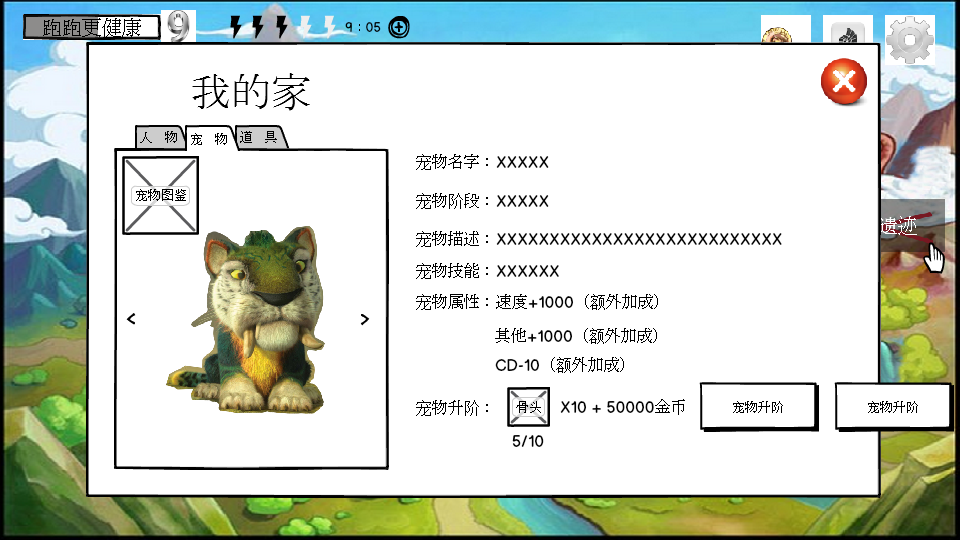 跑跑更健康
9
9:05
我的家
人 物
宠 物
道 具
宠物图鉴
<
>
宠物名字：XXXXX
宠物阶段：XXXXX
宠物描述：XXXXXXXXXXXXXXXXXXXXXXXXXXX
宠物技能：XXXXXX
宠物属性：速度+1000（额外加成）
其他+1000（额外加成）
CD-10（额外加成）
宠物升阶：
骨头
X10 + 50000金币
5/10
宠物升阶
宠物升阶
遗迹